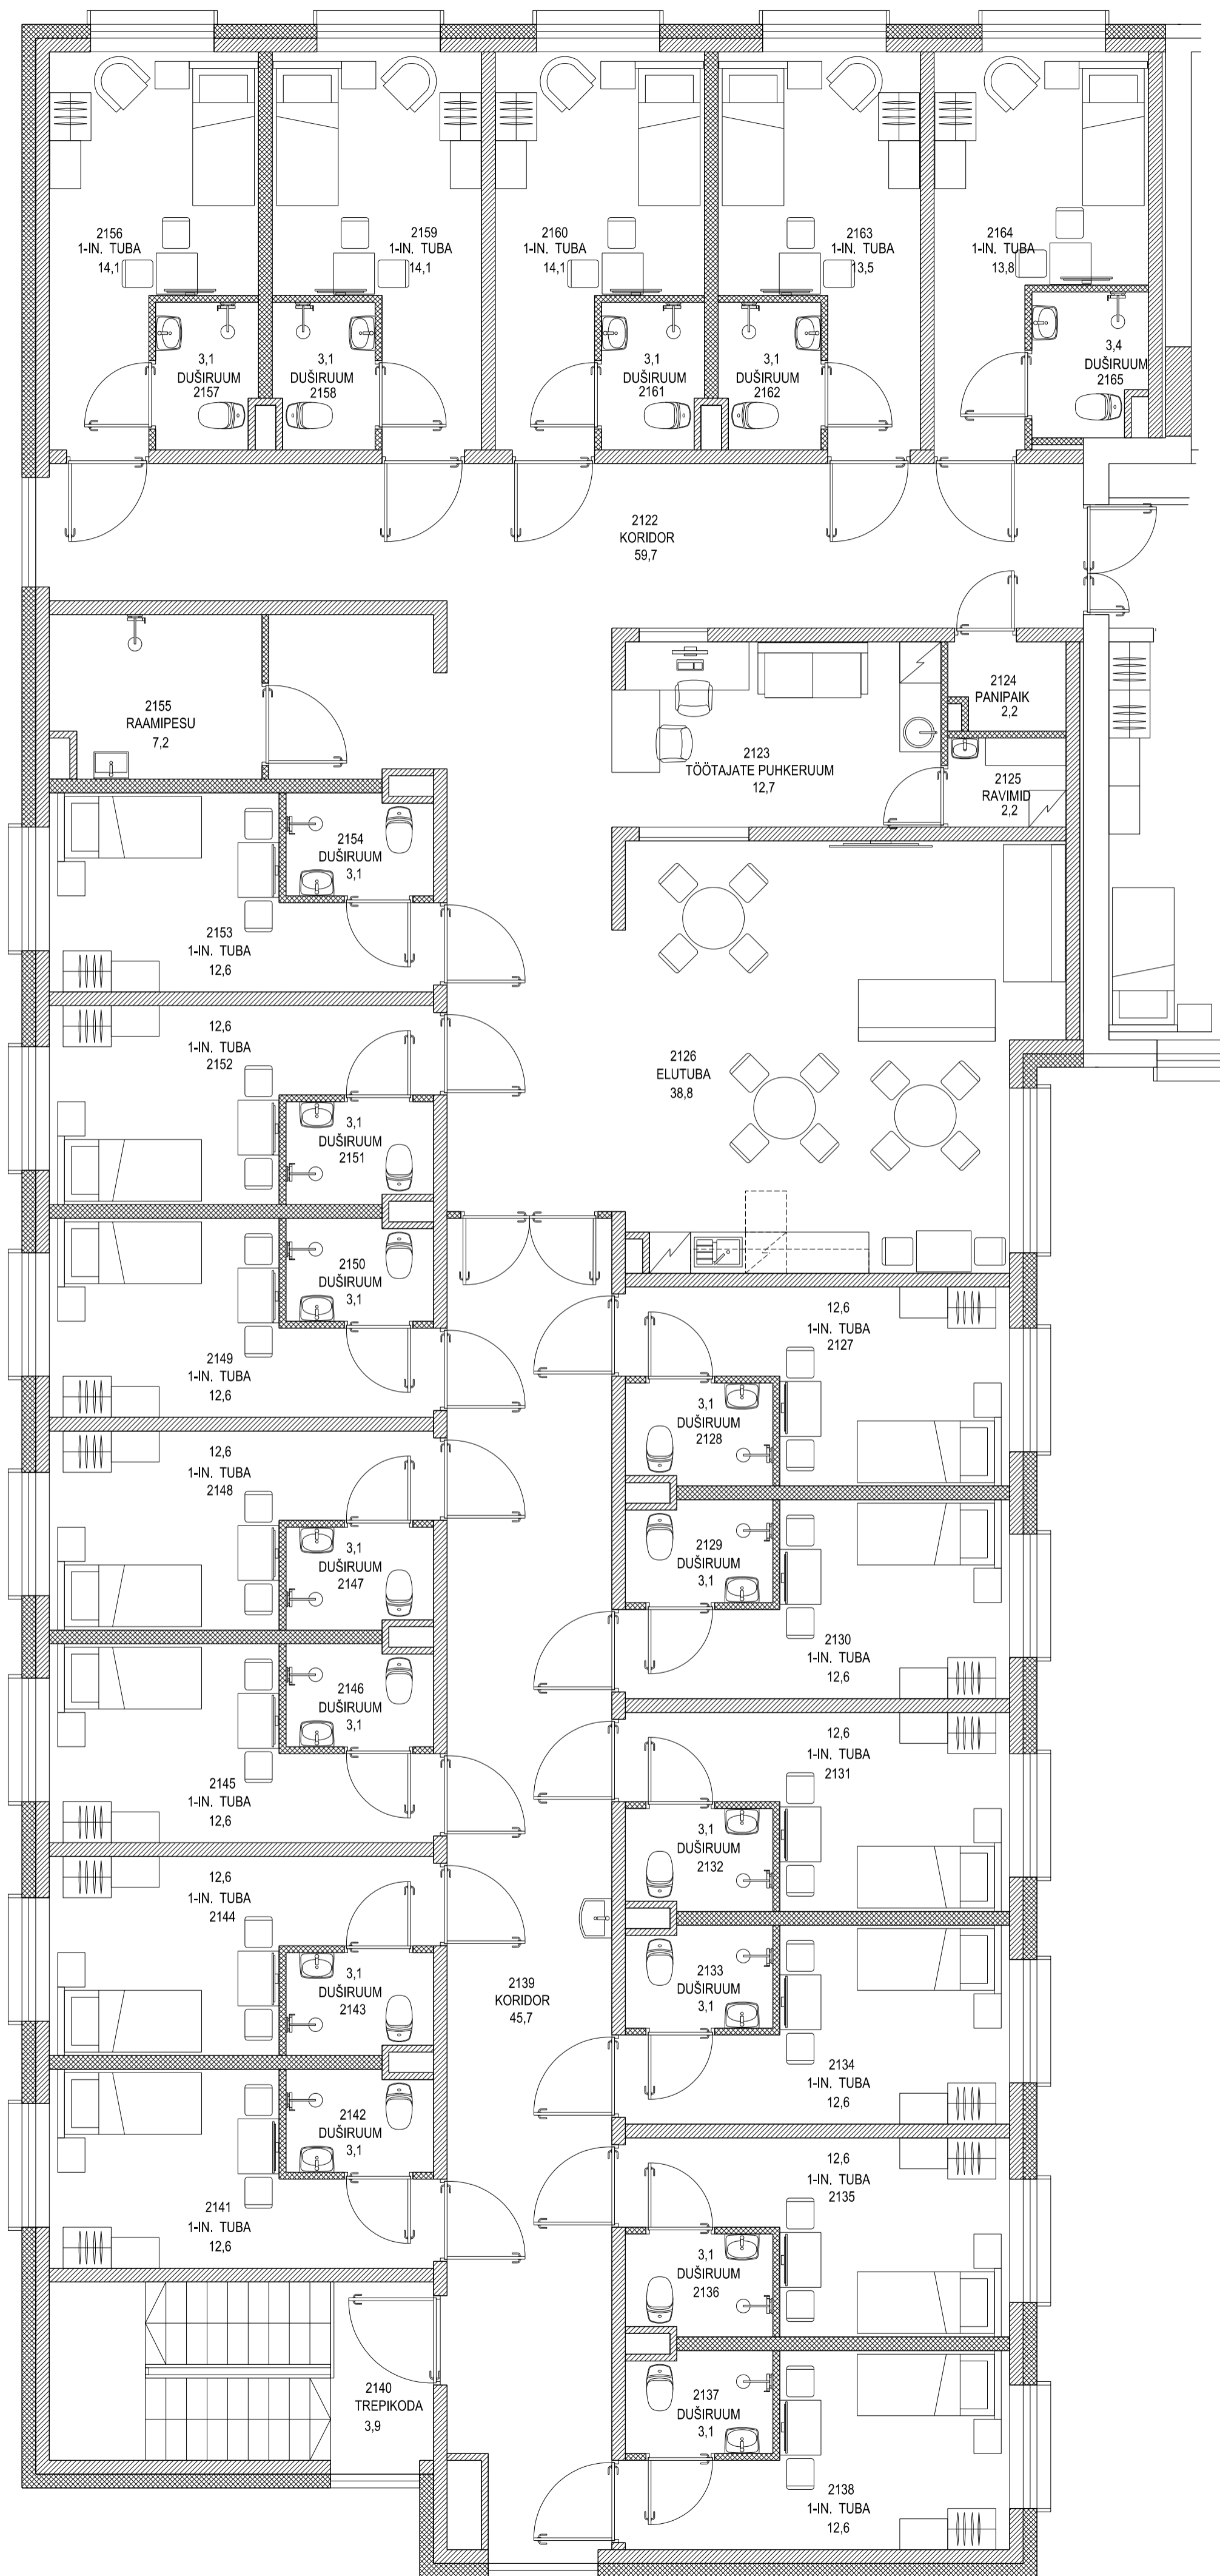 2156
1-IN. TUBA
14,1
2159
1-IN. TUBA
14,1
2160
1-IN. TUBA
14,1
2163
1-IN. TUBA
13,5
2164
1-IN. TUBA
13,8
3,1
DUŠIRUUM
2157
3,1
DUŠIRUUM
2158
3,1
DUŠIRUUM
2161
3,1
DUŠIRUUM
2162
3,4
DUŠIRUUM
2165
2122
KORIDOR
59,7
2155
RAAMIPESU
7,2
2124
PANIPAIK
2,2
2123
TÖÖTAJATE PUHKERUUM
12,7
2125
RAVIMID
2,2
2154
DUŠIRUUM
3,1
2153
1-IN. TUBA
12,6
12,6
1-IN. TUBA
2152
2126
ELUTUBA
38,8
3,1
DUŠIRUUM
2151
2150
DUŠIRUUM
3,1
2149
1-IN. TUBA
12,6
12,6
1-IN. TUBA
2127
3,1
DUŠIRUUM
2128
12,6
1-IN. TUBA
2148
3,1
DUŠIRUUM
2147
2129
DUŠIRUUM
3,1
2130
1-IN. TUBA
12,6
2146
DUŠIRUUM
3,1
2145
1-IN. TUBA
12,6
12,6
1-IN. TUBA
2131
3,1
DUŠIRUUM
2132
12,6
1-IN. TUBA
2144
3,1
DUŠIRUUM
2143
2139
KORIDOR
45,7
2133
DUŠIRUUM
3,1
2134
1-IN. TUBA
12,6
2142
DUŠIRUUM
3,1
2141
1-IN. TUBA
12,6
12,6
1-IN. TUBA
2135
3,1
DUŠIRUUM
2136
2140
TREPIKODA
3,9
2137
DUŠIRUUM
3,1
2138
1-IN. TUBA
12,6